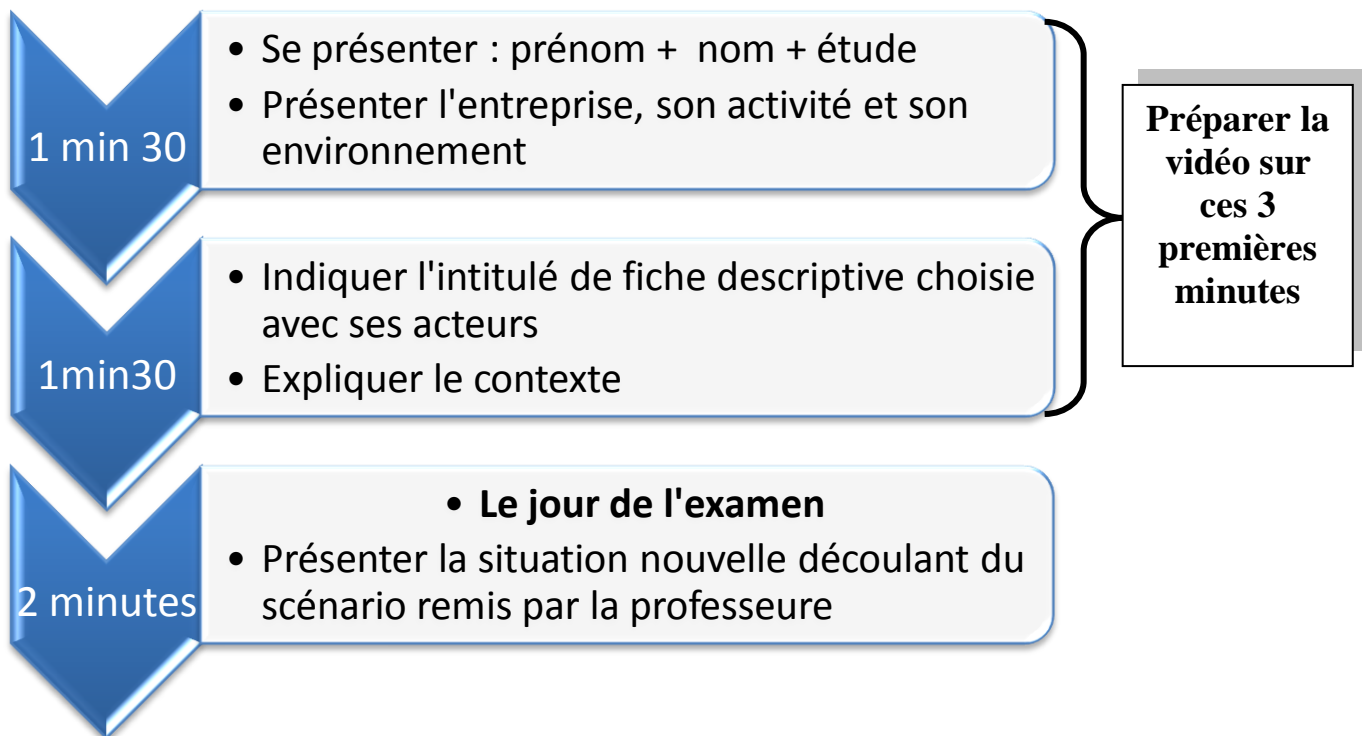 1 min 30
• Se présenter : prénom + nom + étude
• Présenter l'entreprise, son activité et son
environnement
1min30
• Indiquer l'intitulé de fiche descriptive choisie
avec ses acteurs
• Expliquer le contexte
2 minutes
• Le jour de l'examen
• Présenter la situation nouvelle découlant du
scénario remis par la professeure
Préparer la
vidéo sur
ces 3
premières
minutes